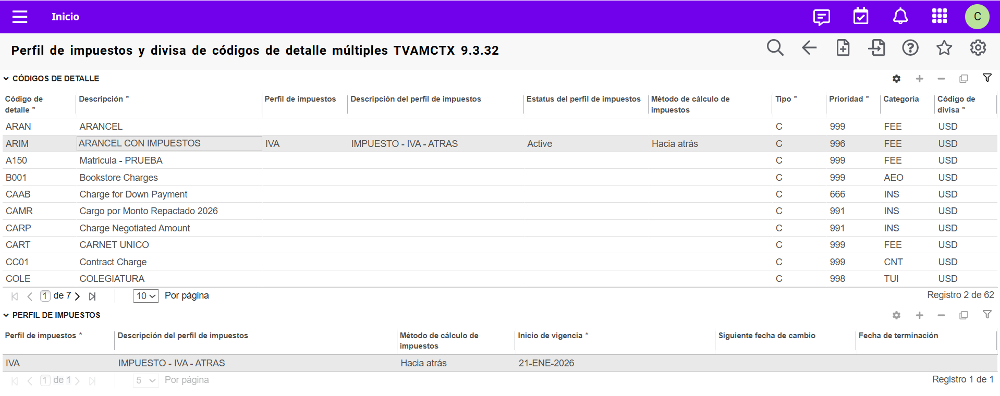 Inicio
C
Perfil de impuestos y divisa de códigos de detalle múltiples TVAMCTX 9.3.32
CÓDIGOS DE DETALLE
Código de detalle * Descripción * Perfil de impuestos Descripción del perfil de impuestos Estatus del perfil de impuestos Método de cálculo de impuestos Tipo * Prioridad * Categoría Código de divisa *
ARAN ARANCEL C 999 FEE USD
ARIM ARANCEL CON IMPUESTOS IVA IMPUESTO - IVA - ATRAS Active Hacia atrás C 996 FEE USD
A150 Matricula - PRUEBA C 999 FEE USD
B001 Bookstore Charges C 999 AEO USD
CAAB Charge for Down Payment C 666 INS USD
CAMR Cargo por Monto Repactado 2026 C 991 INS USD
CARP Charge Negotiated Amount C 991 INS USD
CART CARNET UNICO C 999 FEE USD
CC01 Contract Charge C 999 CNT USD
COLE COLEGIATURA C 998 TUI USD
1 de 7 10 Por página Registro 2 de 62
PERFIL DE IMPUESTOS
Perfil de impuestos * Descripción del perfil de impuestos Método de cálculo de impuestos Inicio de vigencia * Siguiente fecha de cambio Fecha de terminación
IVA IMPUESTO - IVA - ATRAS Hacia atrás 21-ENE-2026
1 de 1 5 Por página Registro 1 de 1